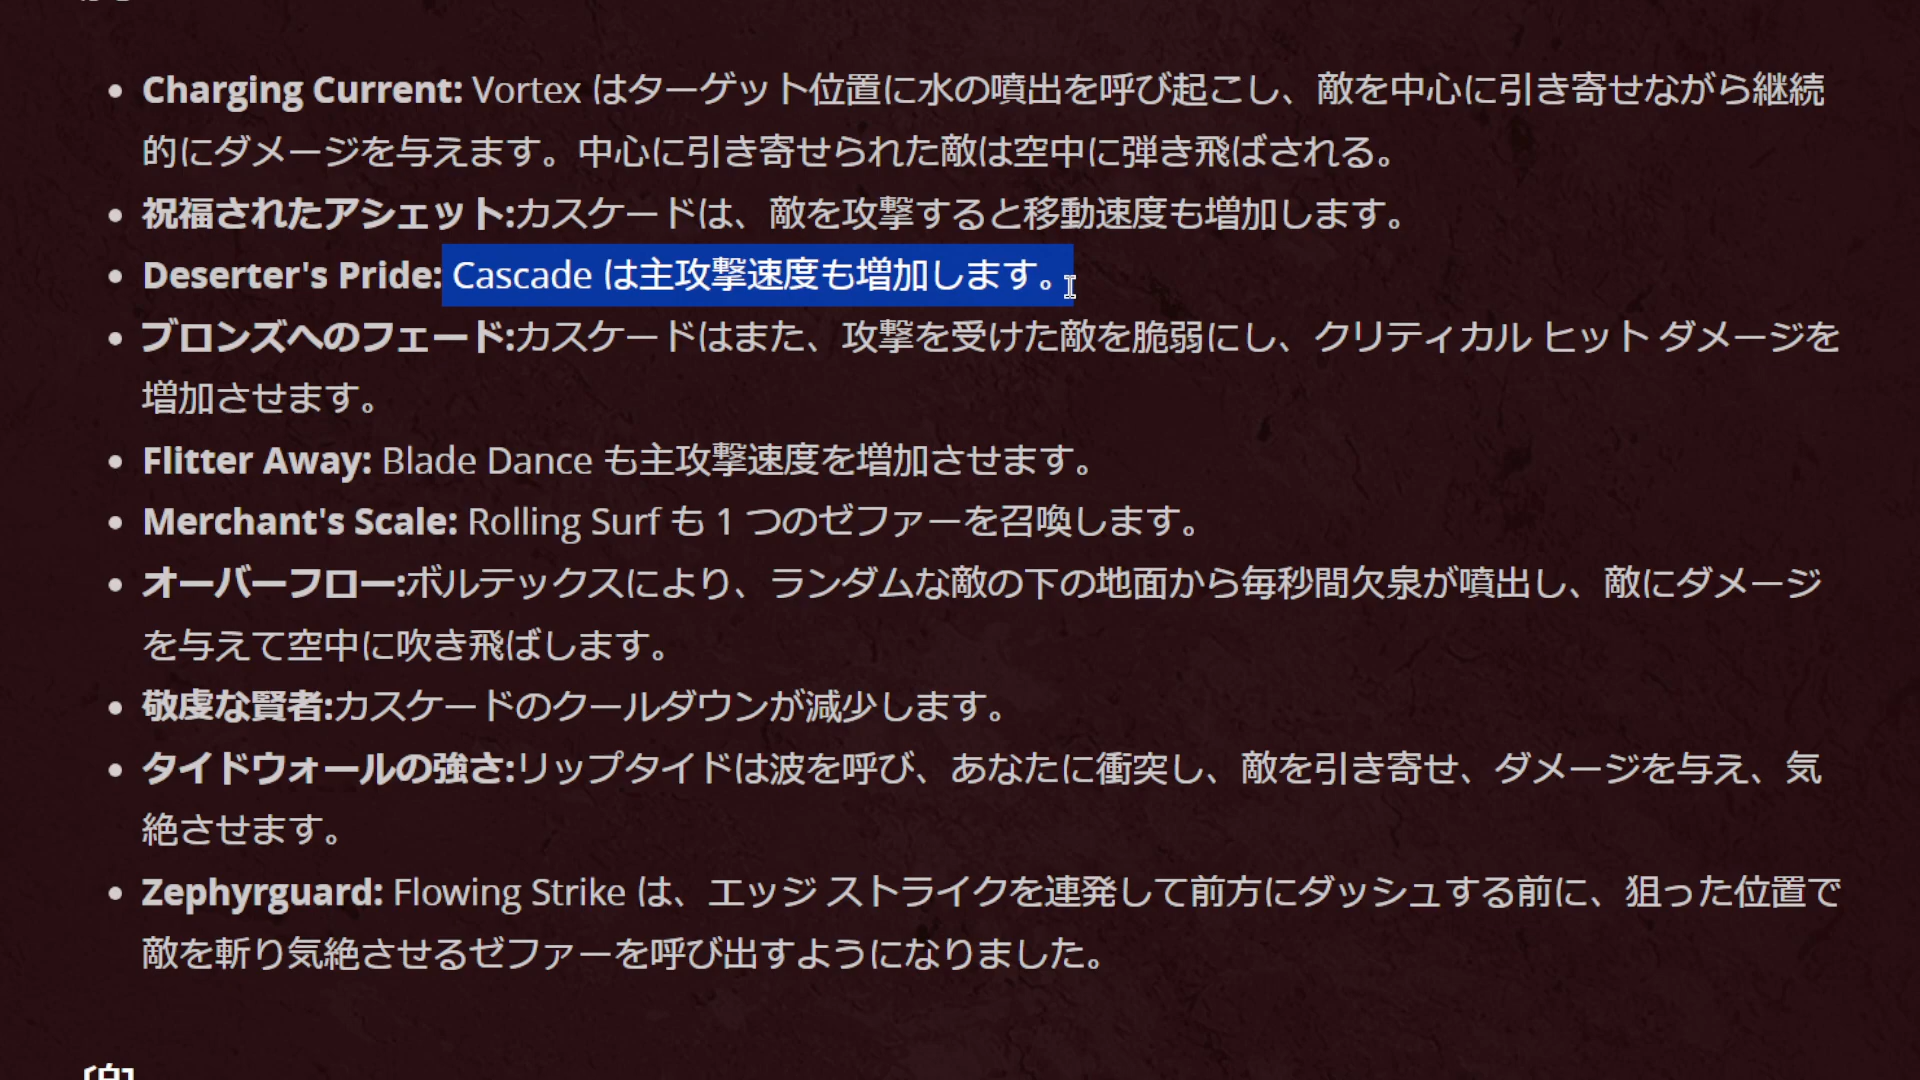 Charging Current: Vortex はターゲット位置に水の噴出を呼び起こし、敵を中心に引き寄せながら継続
的にダメージを与えます。中心に引き寄せられた敵は空中に弾き飛ばされる。
祝福されたアシェット:カスケードは、敵を攻撃すると移動速度も増加します。
Deserter's Pride: Cascade は主攻撃速度も増加します。
ブロンズへのフェード:カスケードはまた、攻撃を受けた敵を脆弱にし、クリティカル ヒット ダメージを
増加させます。
Flitter Away: Blade Dance も主攻撃速度を増加させます。
Merchant's Scale: Rolling Surf も 1 つのゼファーを召喚します。
オーバーフロー:ボルテックスにより、ランダムな敵の下の地面から毎秒間欠泉が噴出し、敵にダメージ
を与えて空中に吹き飛ばします。
敬虔な賢者:カスケードのクールダウンが減少します。
タイドウォールの強さ:リップタイドは波を呼び、あなたに衝突し、敵を引き寄せ、ダメージを与え、気
絶させます。
Zephyrguard: Flowing Strike は、エッジ ストライクを連発して前方にダッシュする前に、狙った位置で
敵を斬り気絶させるゼファーを呼び出すようになりました。